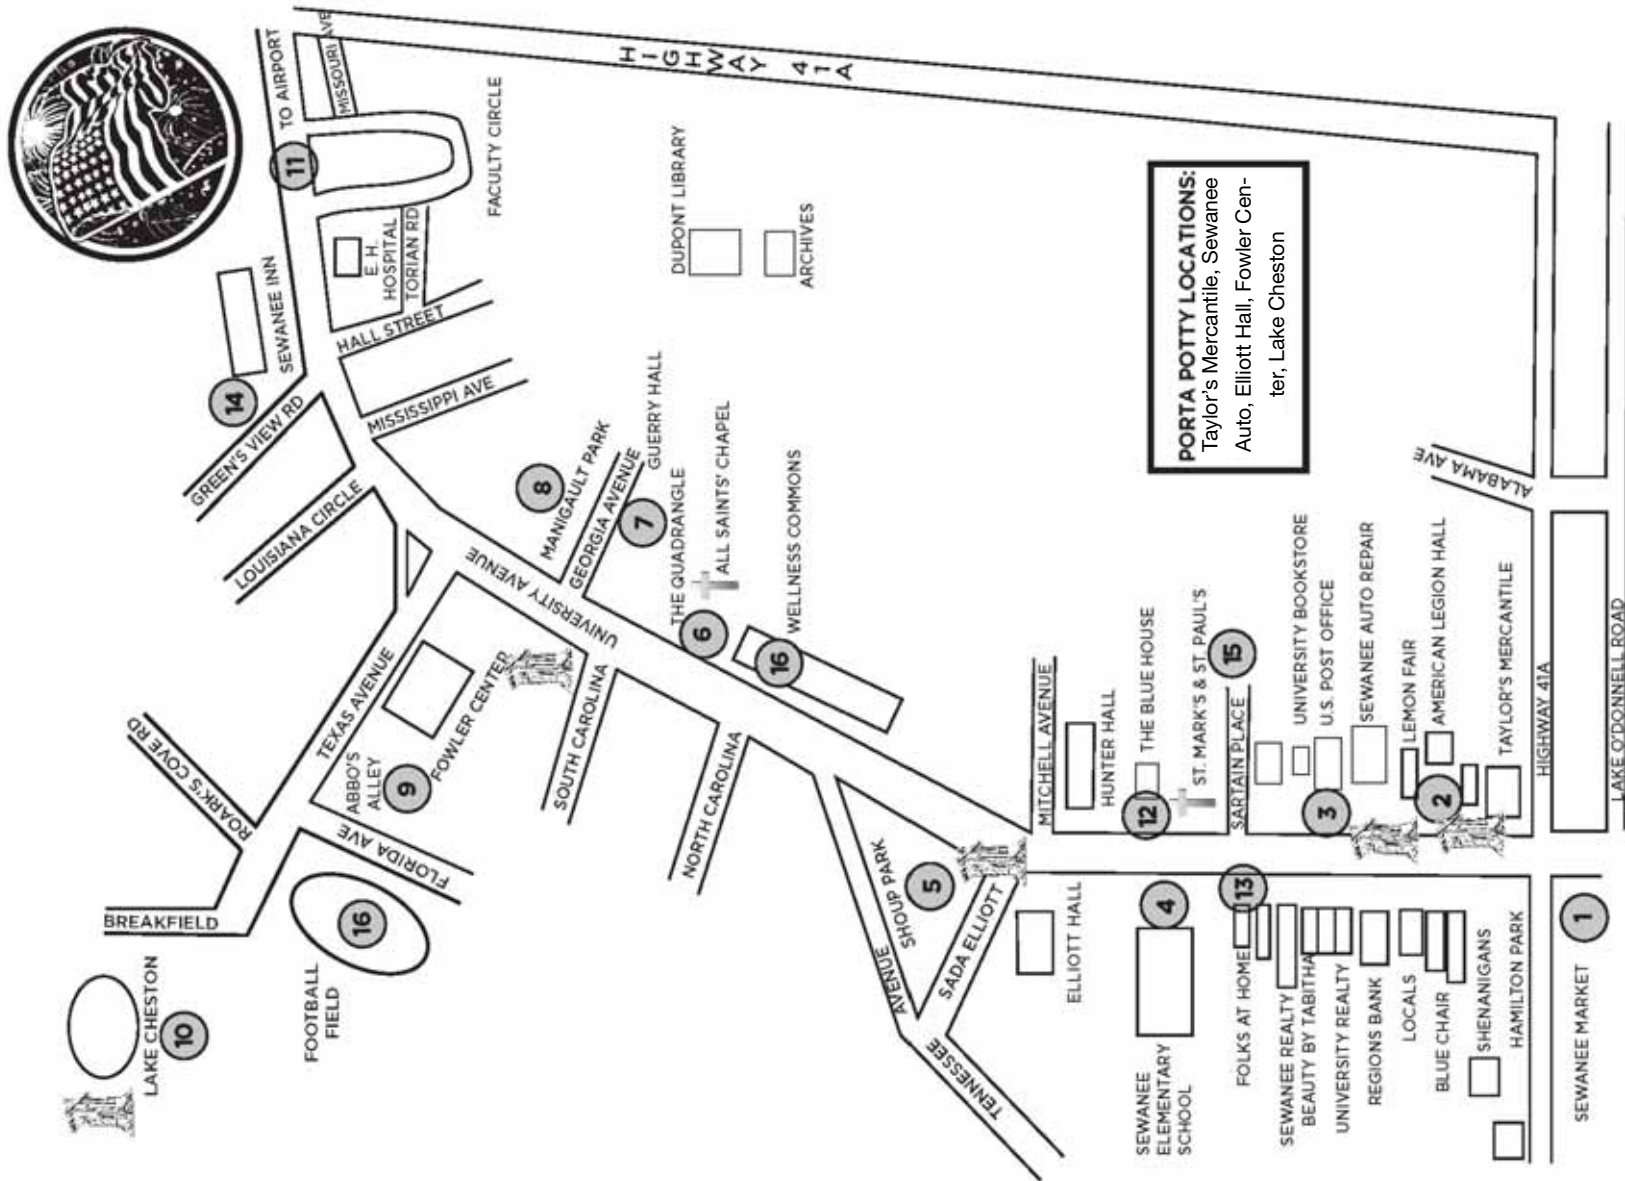 TO AIRPORT
MISSOURI AVE
HIGHWAY 41A
11
FACULTY CIRCLE
E. H.
HOSPITAL
TORIAN RD
SEWANEE INN
14
HALL STREET
GREEN'S VIEW RD
MISSISSIPPI AVE
LOUISIANA CIRCLE
DUPONT LIBRARY
ARCHIVES
PORTA POTTY LOCATIONS:
Taylor's Mercantile, Sewanee
Auto, Elliott Hall, Fowler Cen-
ter, Lake Cheston
8
MANIGAULT PARK
GEORGIA AVENUE
GUERRY HALL
7
UNIVERSITY AVENUE
UNIVERSITY
THE QUADRANGLE
6
ALL SAINTS' CHAPEL
16
WELLNESS COMMONS
ALABAMA AVE
ROARK'S COVE RD
TEXAS AVENUE
ABBO'S
ALLEY
9
FOWLER CENTER
SOUTH CAROLINA
NORTH CAROLINA
FLORIDA AVE
BREAKFIELD
16
FOOTBALL
FIELD
LAKE CHESTON
10
MITCHELL AVENUE
HUNTER HALL
12
THE BLUE HOUSE
ST. MARK'S & ST. PAUL'S
15
SARTAIN PLACE
UNIVERSITY BOOKSTORE
U.S. POST OFFICE
3
SEWANEE AUTO REPAIR
LEMON FAIR
2
AMERICAN LEGION HALL
TAYLOR'S MERCANTILE
HIGHWAY 41A
LAKE O'DONNELL ROAD
SHOUP PARK
5
AVENUE
SADA ELLIOTT
TENNESSEE
ELLIOTT HALL
4
SEWANEE
ELEMENTARY
SCHOOL
13
FOLKS AT HOME
SEWANEE REALTY
BEAUTY BY TABITHA
UNIVERSITY REALTY
REGIONS BANK
LOCALS
BLUE CHAIR
SHENANIGANS
HAMILTON PARK
1
SEWANEE MARKET